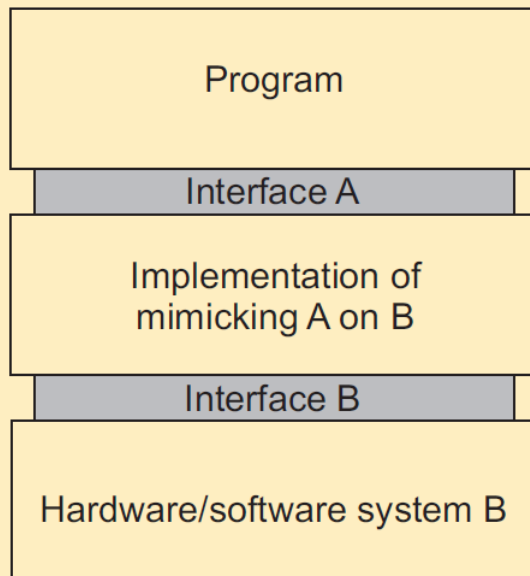 Program
Interface A
Implementation of
mimicking A on B
Interface B
Hardware/software system B